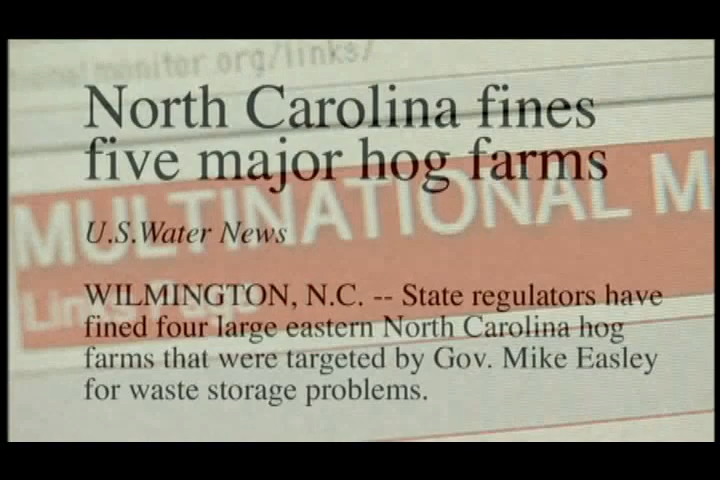 monitor.org/links/
North Carolina fines
five major hog farms
MULTINATIONAL M
U.S.Water News
WILMINGTON, N.C. -- State regulators have
fined four large eastern North Carolina hog
farms that were targeted by Gov. Mike Easley
for waste storage problems.